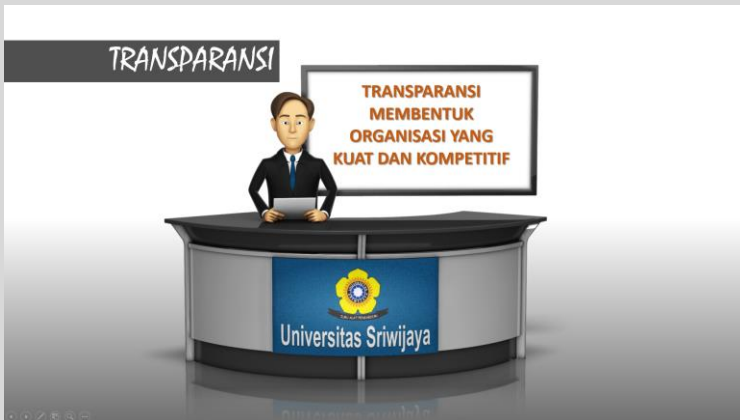 TRANSPARANSI
TRANSPARANSI
MEMBENTUK
ORGANISASI YANG
KUAT DAN KOMPETITIF
Universitas Sriwijaya